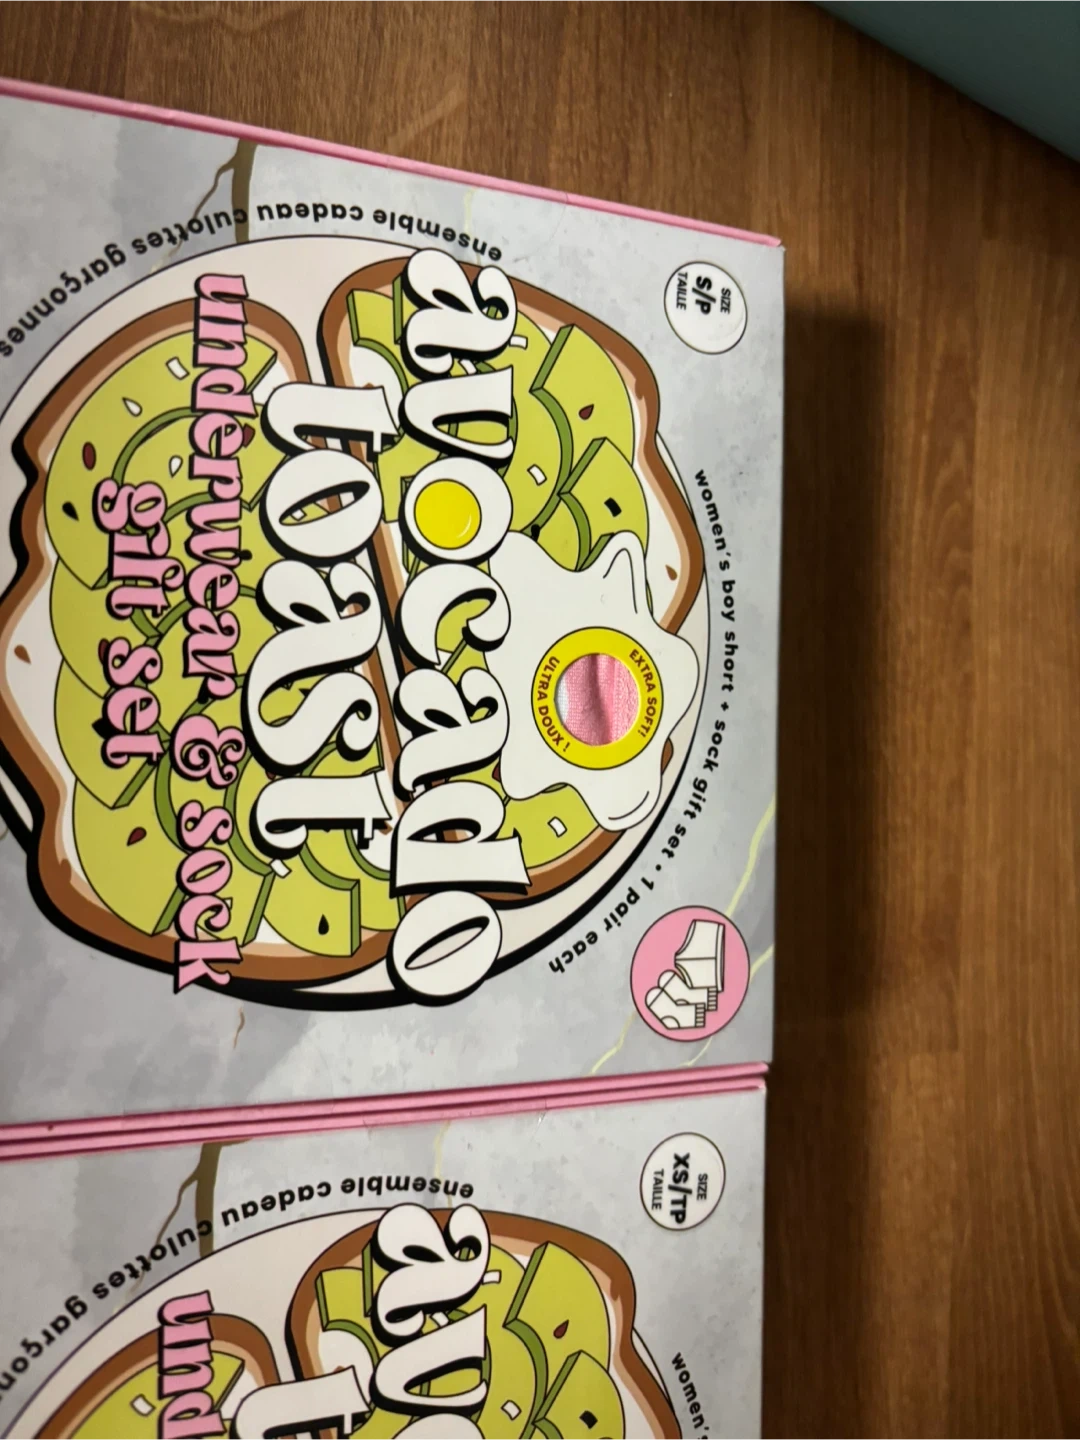 SIZE
S/P
TAILLE
women's boy short + sock gift set • 1 pair each
EXTRA SOFT!
ULTRA DOUX !
avocado
toast
underwear & sock
gift set
ensemble cadeau culottes garçonnes
SIZE
XS/TP
TAILLE
women's
ensemble cadeau culottes